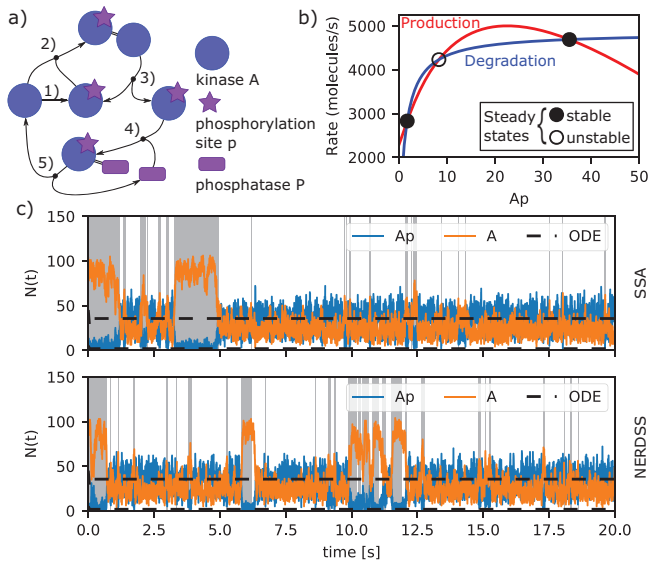 a)
2)
3)
1)
4)
5)
kinase A
phosphorylation
site p
phosphatase P
b)
Production
Degradation
Rate (molecules/s)
5000
4000
3000
2000
0 10 20 30 40 50
Ap
Steady
states
stable
unstable
c)
N(t)
150
100
50
0
Ap A ODE
SSA
N(t)
150
100
50
0
Ap A ODE
NERDSS
0.0 2.5 5.0 7.5 10.0 12.5 15.0 17.5 20.0
time [s]